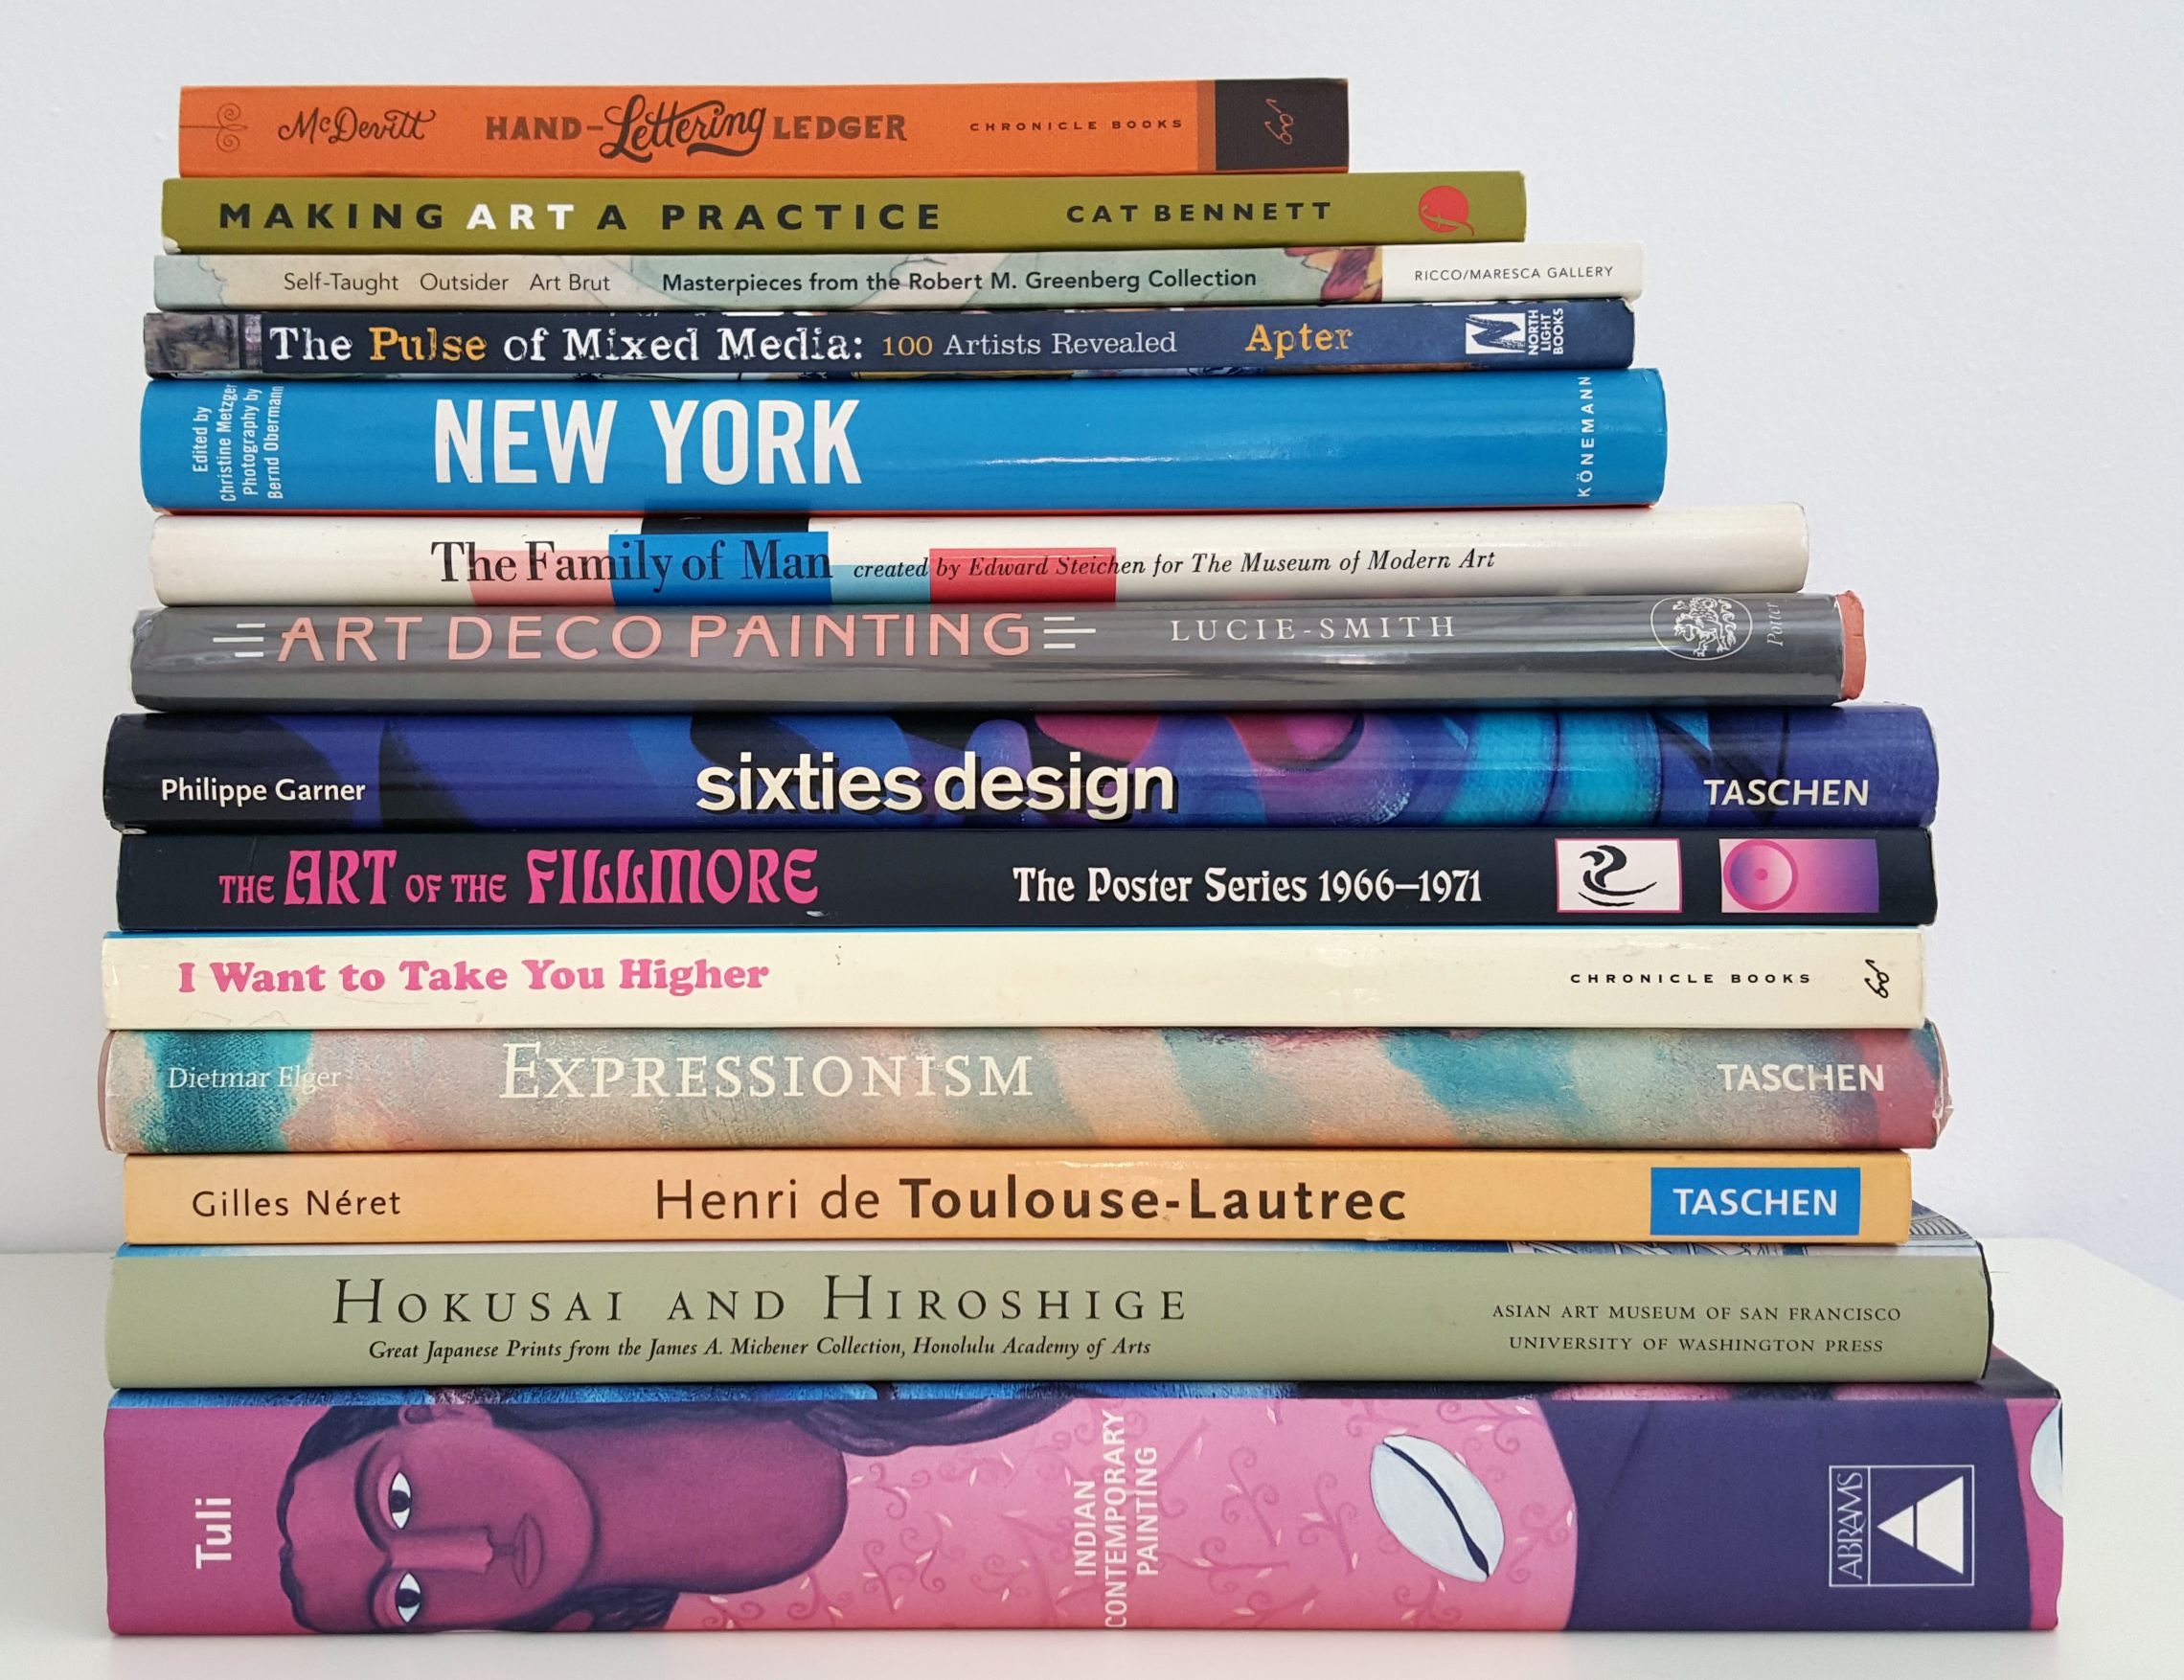 McDevitt HAND-Lettering LEDGER CHRONICLE BOOKS
MAKING ART A PRACTICE CAT BENNETT
Self-Taught Outsider Art Brut Masterpieces from the Robert M. Greenberg Collection RICCO/MARESCA GALLERY
The Pulse of Mixed Media: 100 Artists Revealed Apter
NORTH
LIGHT
BOOKS
Edited by
Christine Metzger
Photography by
Bernd Obermann
NEW YORK
KÖNEMANN
The Family of Man created by Edward Steichen for The Museum of Modern Art
ART DECO PAINTING LUCIE-SMITH
Potter
Philippe Garner sixties design TASCHEN
THE ART OF THE FILLMORE The Poster Series 1966–1971
I Want to Take You Higher CHRONICLE BOOKS
Dietmar Elger EXPRESSIONISM TASCHEN
Gilles Néret Henri de Toulouse-Lautrec TASCHEN
HOKUSAI AND HIROSHIGE
Great Japanese Prints from the James A. Michener Collection, Honolulu Academy of Arts
ASIAN ART MUSEUM OF SAN FRANCISCO
UNIVERSITY OF WASHINGTON PRESS
Tuli
INDIAN
CONTEMPORARY
PAINTING
ABRAMS